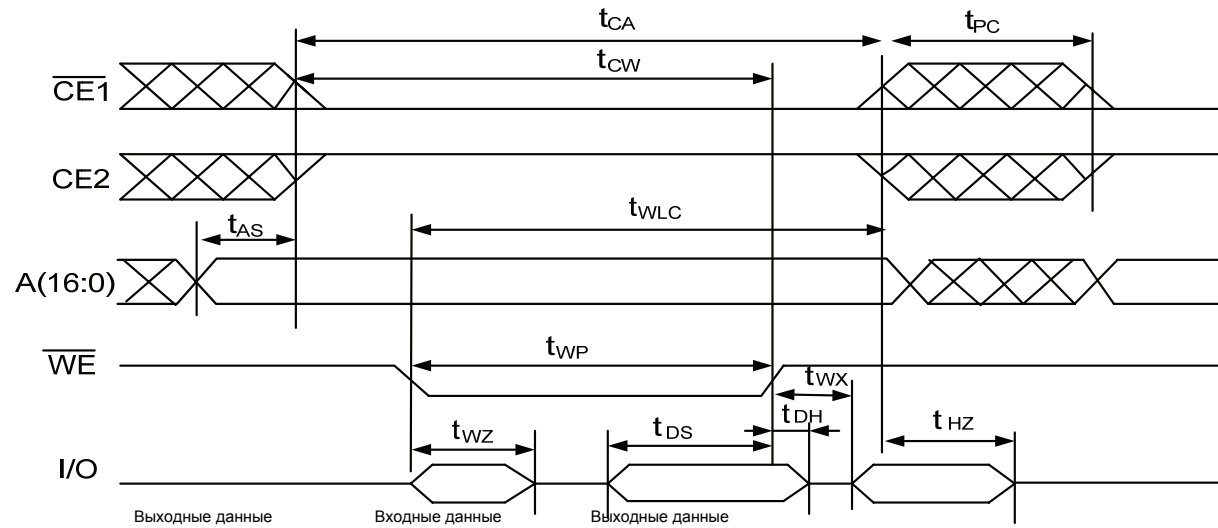 tCA
tPC
tCW
CE1
CE2
tWLC
tAS
A(16:0)
WE
tWP
tWX
tDH
tWZ
tDS
tHZ
I/O
Выходные данные Входные данные Выходные данные